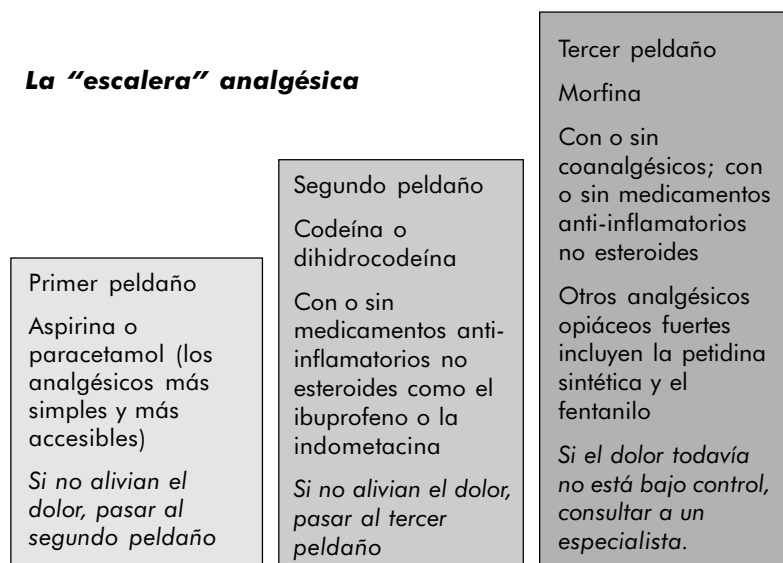 La “escalera” analgésica
Primer peldaño
Aspirina o
paracetamol (los
analgésicos más
simples y más
accesibles)
Si no alivian el
dolor, pasar al
segundo peldaño
Segundo peldaño
Codeína o
dihidrocodeína
Con o sin
medicamentos anti-
inflamatorios no
esteroides como el
ibuprofeno o la
indometacina
Si no alivian el dolor,
pasar al tercer
peldaño
Tercer peldaño
Morfina
Con o sin
coanalgésicos; con
o sin medicamentos
anti-inflamatorios
no esteroides
Otros analgésicos
opiáceos fuertes
incluyen la petidina
sintética y el
fentanilo
Si el dolor todavía
no está bajo control,
consultar a un
especialista.